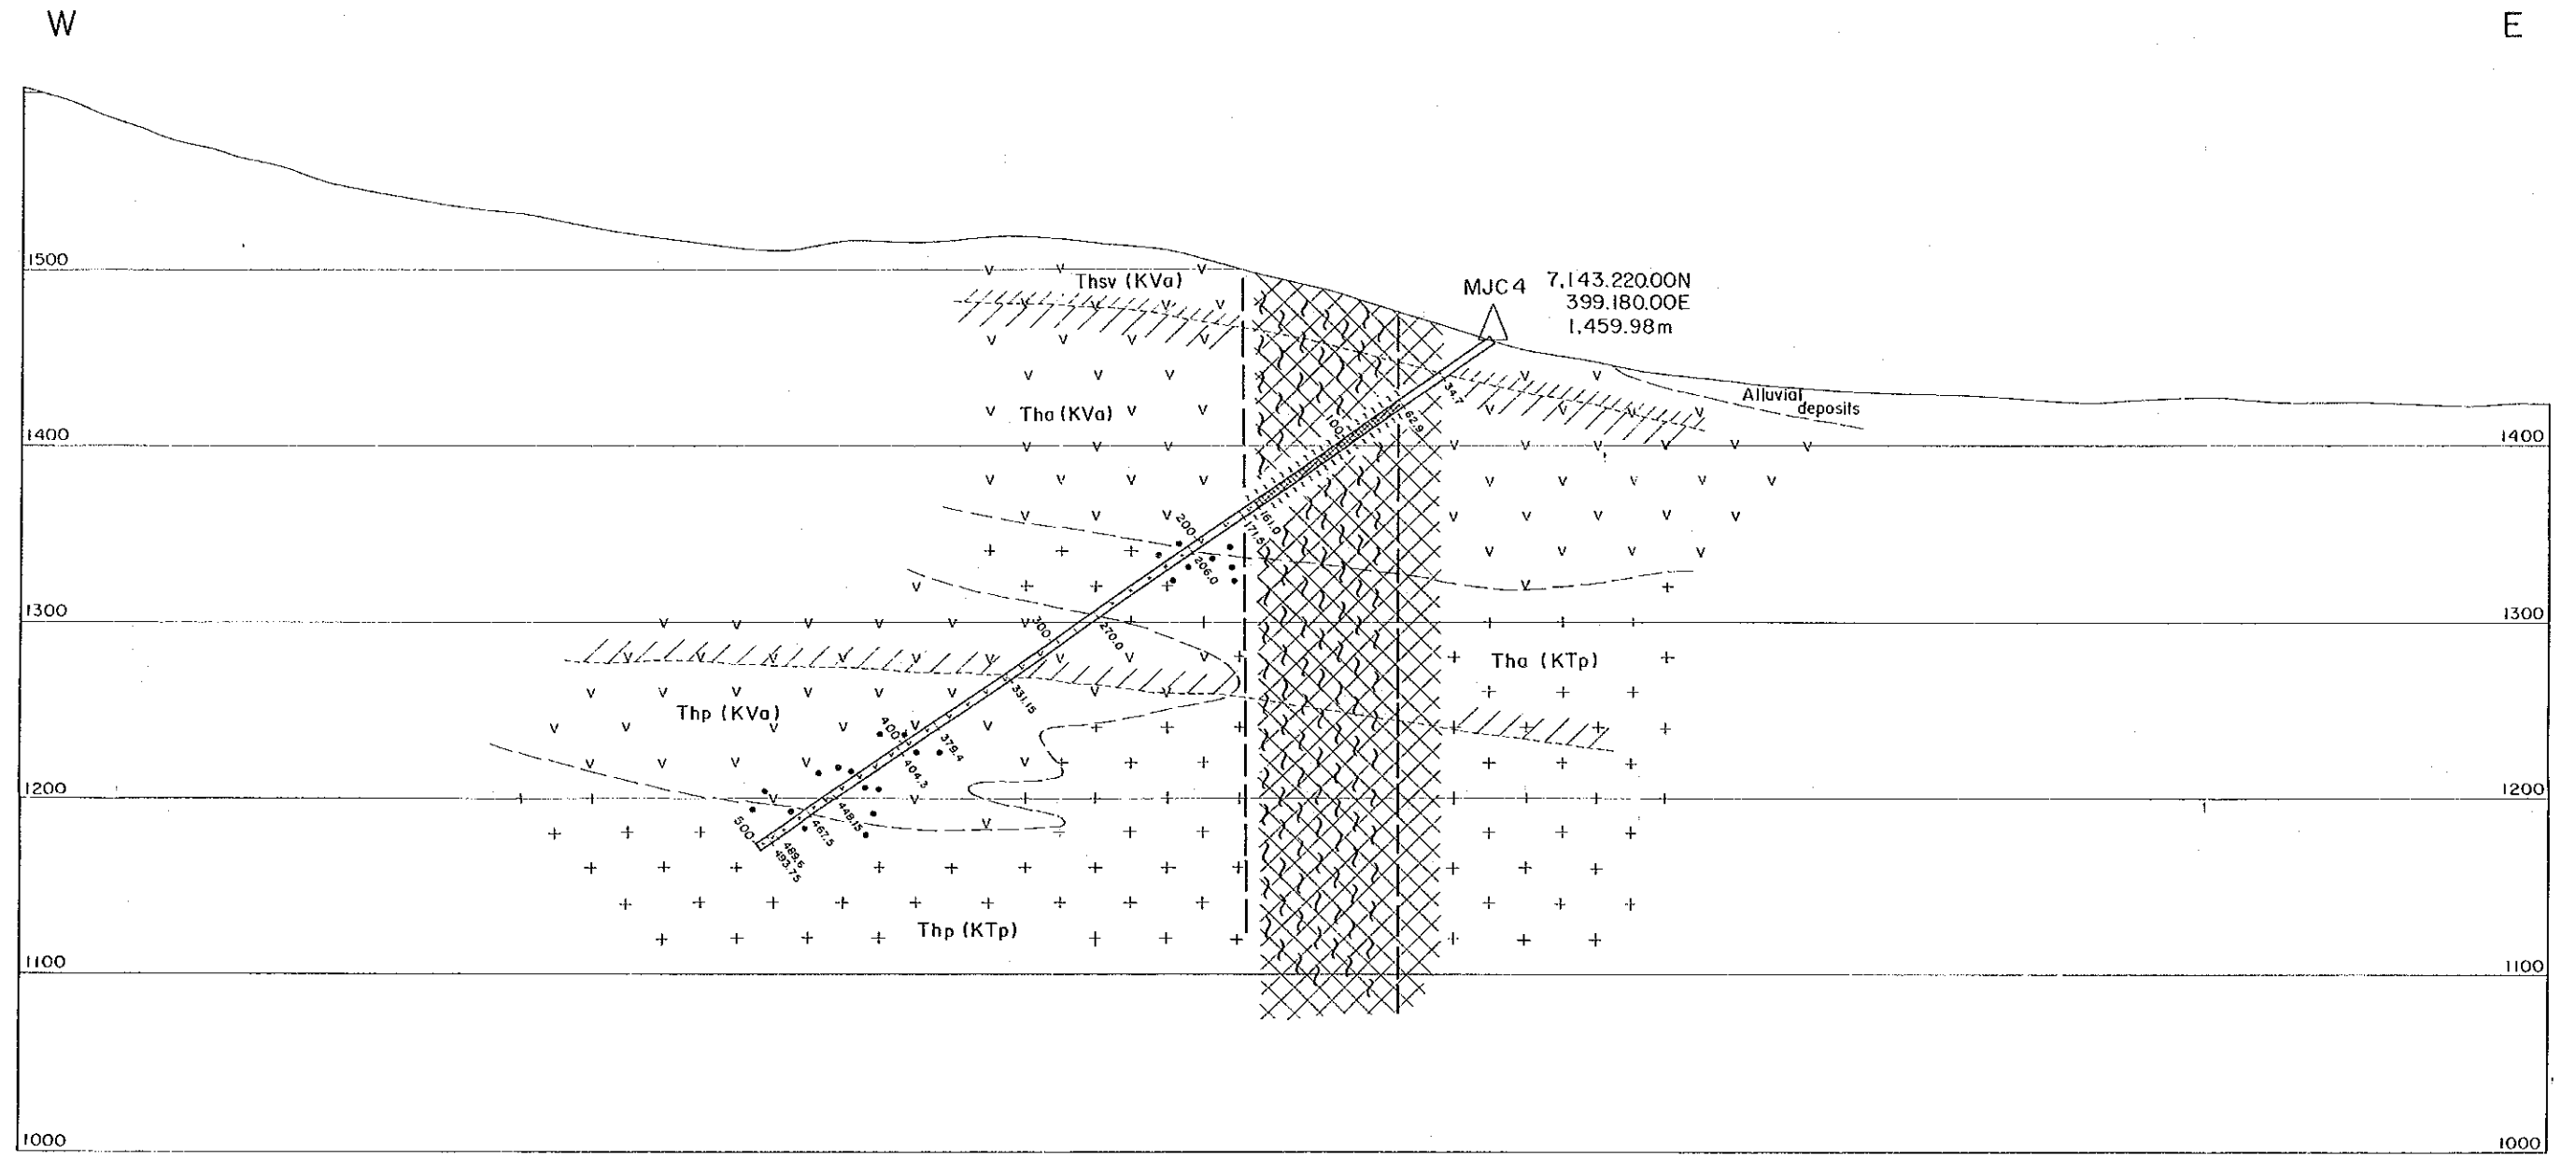 W
E
1500
Thsv (KVa)
MJC4
7,143.220.00N
399.180.00E
1,459.98m
34.7
Alluvial
deposits
Tha (KVa)
62.9
100
1400
1400
200
161.0
171.5
206.0
1300
1300
300
270.0
Tha (KTp)
331.15
Thp (KVa)
400
379.4
404.3
1200
1200
448.15
467.5
500
489.6
493.75
Thp (KTp)
1100
1100
1000
1000